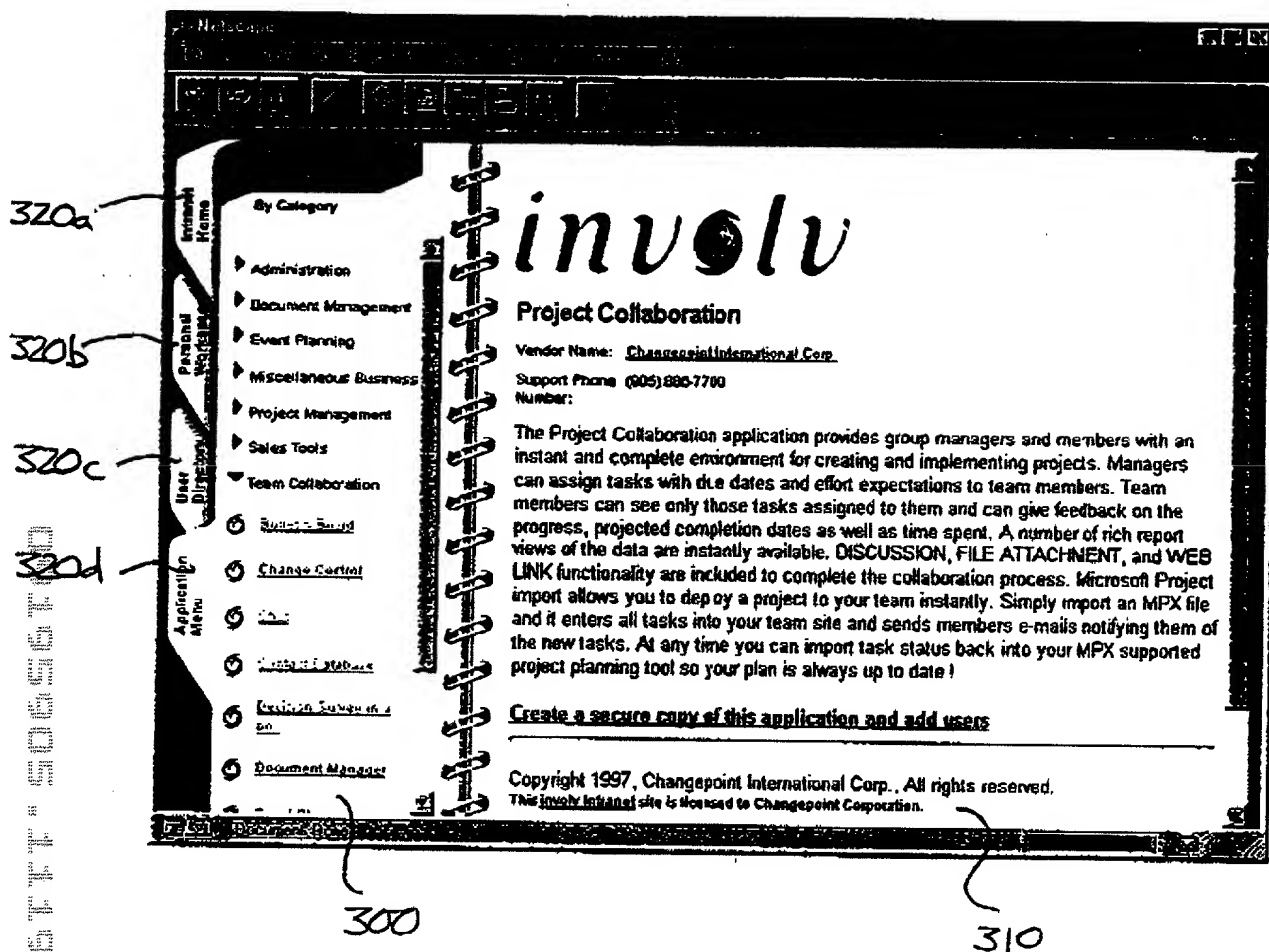 Netscape
320a
320b
320c
320d
Intranet
Home
Personal
User
Directory
Application
Menu
By Category
Administration
Document Management
Event Planning
Miscellaneous Business
Project Management
Sales Tools
Team Collaboration
Change Control
Contact Database
Document Manager
involv
Project Collaboration
Vendor Name: Changepoint International Corp
Support Phone (905) 886-7700
Number:
The Project Collaboration application provides group managers and members with an
instant and complete environment for creating and implementing projects. Managers
can assign tasks with due dates and effort expectations to team members. Team
members can see only those tasks assigned to them and can give feedback on the
progress, projected completion dates as well as time spent. A number of rich report
views of the data are instantly available. DISCUSSION, FILE ATTACHMENT, and WEB
LINK functionality are included to complete the collaboration process. Microsoft Project
import allows you to deploy a project to your team instantly. Simply import an MPX file
and it enters all tasks into your team site and sends members e-mails notifying them of
the new tasks. At any time you can import task status back into your MPX supported
project planning tool so your plan is always up to date !
Create a secure copy of this application and add users
Copyright 1997, Changepoint International Corp., All rights reserved.
This involv Intranet site is licensed to Changepoint Corporation.
Document: Done
300
310